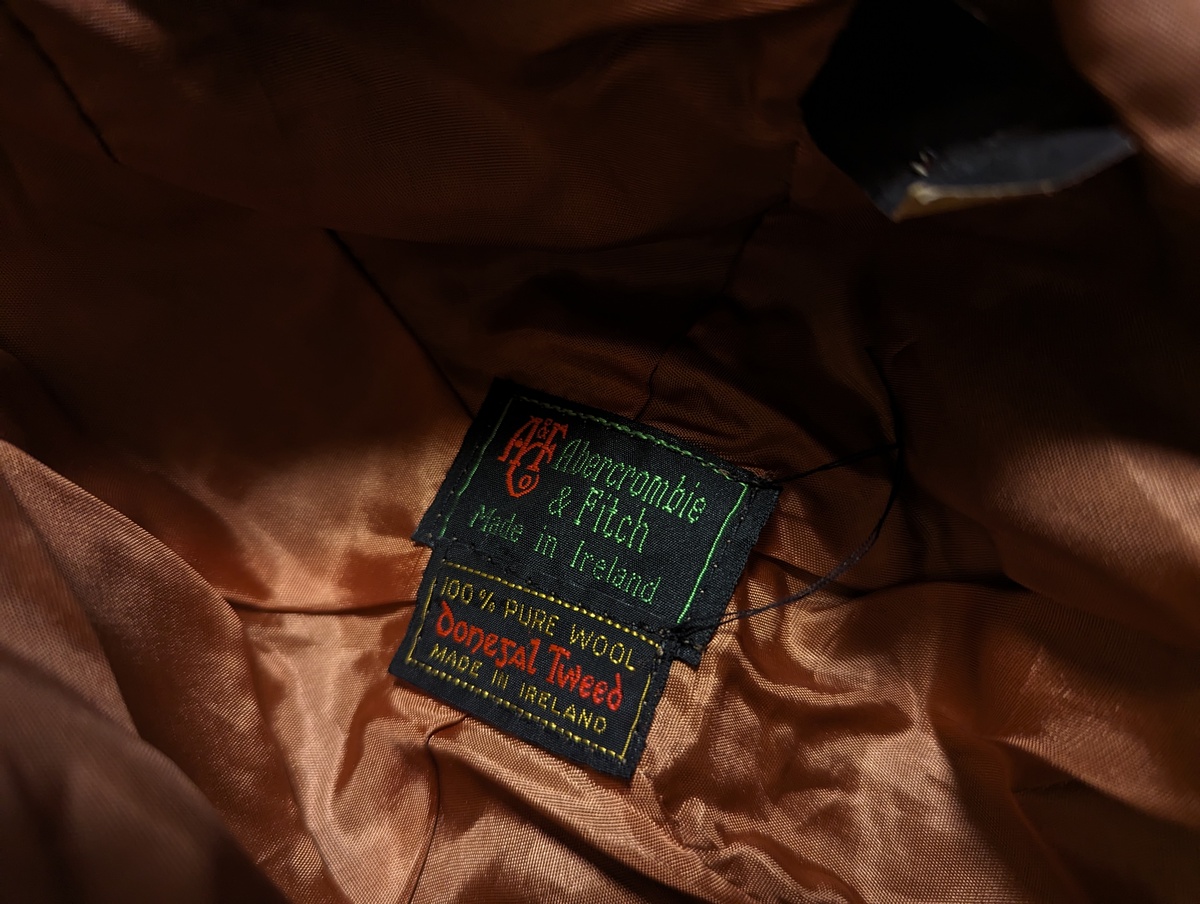 A&F Co
Abercrombie
& Fitch
Made in Ireland
100% PURE WOOL
Donegal Tweed
MADE IN IRELAND